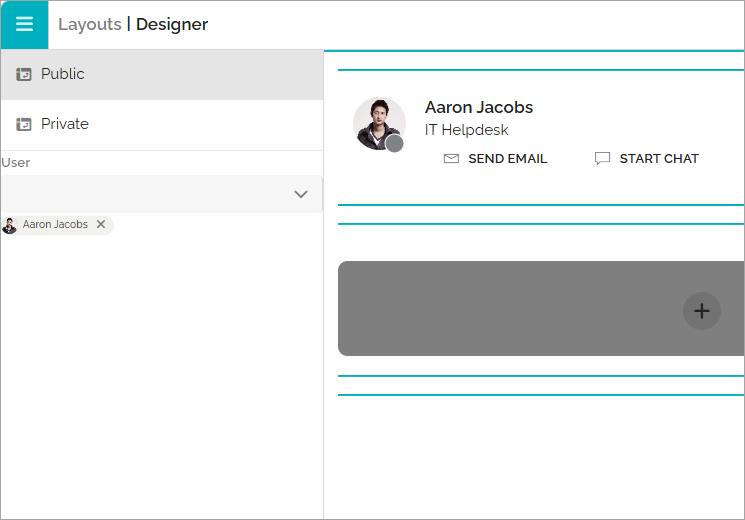 Layouts | Designer
Public
Private
User
Aaron Jacobs
Aaron Jacobs
IT Helpdesk
SEND EMAIL
START CHAT